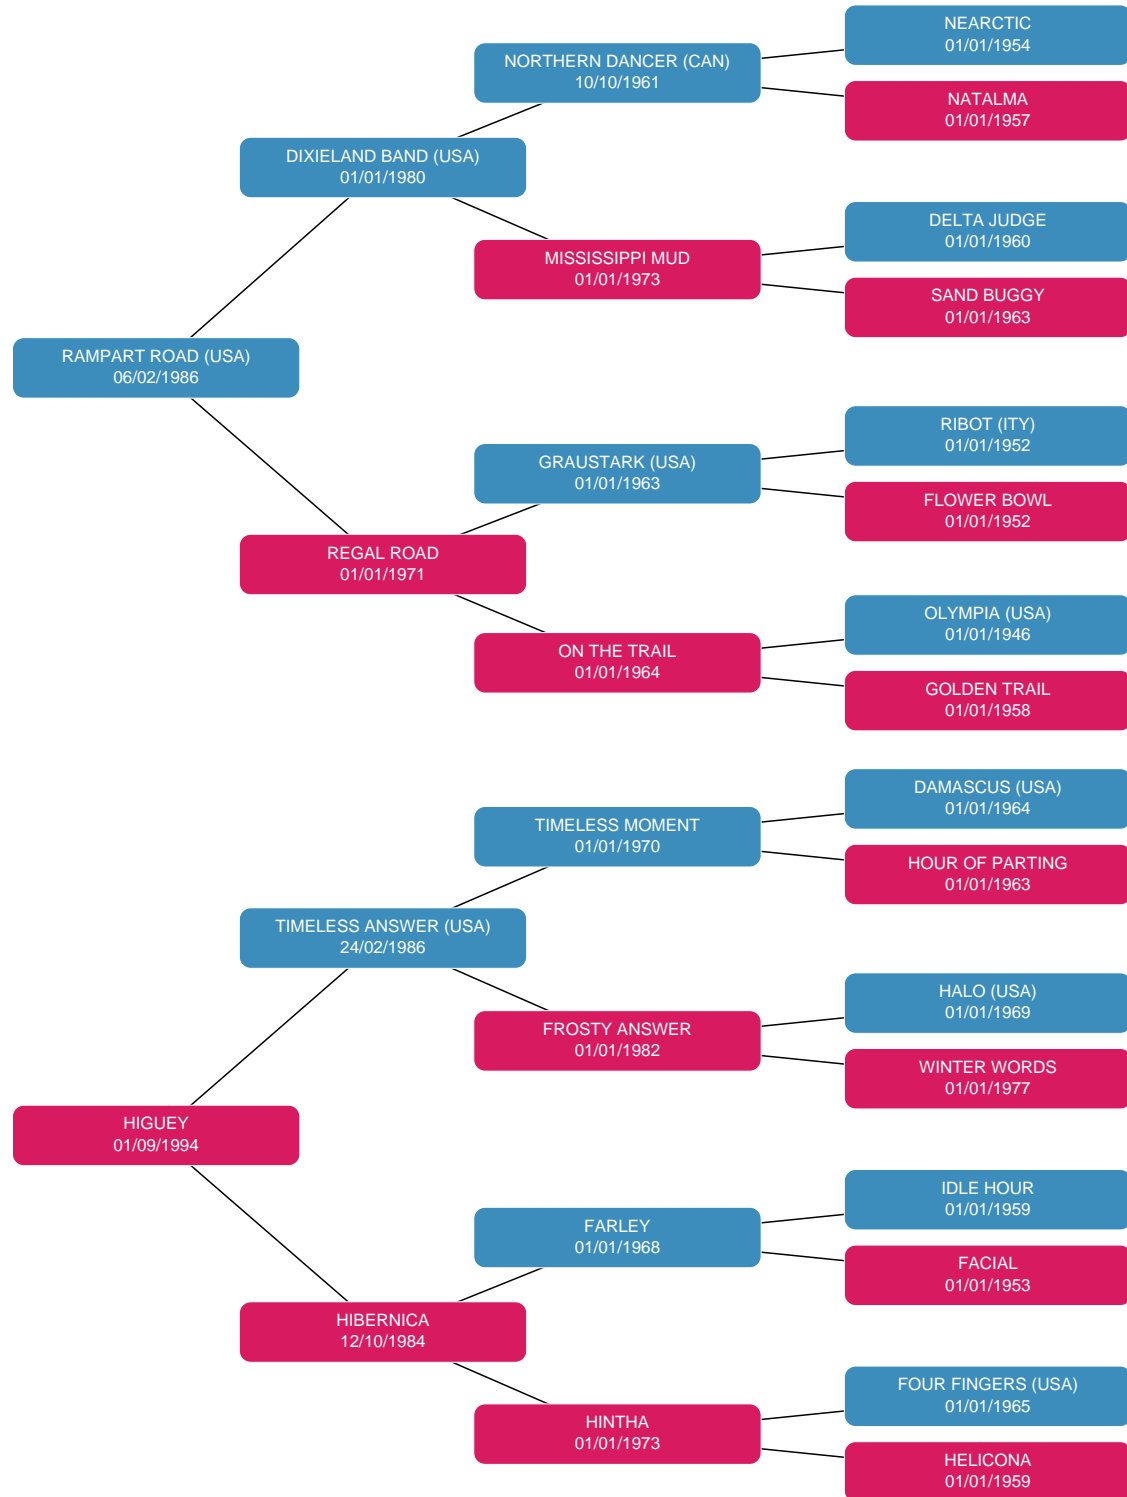 NEARCTIC
01/01/1954
NORTHERN DANCER (CAN)
10/10/1961
NATALMA
01/01/1957
DIXIELAND BAND (USA)
01/01/1980
DELTA JUDGE
01/01/1960
MISSISSIPPI MUD
01/01/1973
SAND BUGGY
01/01/1963
RAMPART ROAD (USA)
06/02/1986
RIBOT (ITY)
01/01/1952
GRAUSTARK (USA)
01/01/1963
FLOWER BOWL
01/01/1952
REGAL ROAD
01/01/1971
OLYMPIA (USA)
01/01/1946
ON THE TRAIL
01/01/1964
GOLDEN TRAIL
01/01/1958
DAMASCUS (USA)
01/01/1964
TIMELESS MOMENT
01/01/1970
HOUR OF PARTING
01/01/1963
TIMELESS ANSWER (USA)
24/02/1986
HALO (USA)
01/01/1969
FROSTY ANSWER
01/01/1982
WINTER WORDS
01/01/1977
HIGUEY
01/09/1994
IDLE HOUR
01/01/1959
FARLEY
01/01/1968
FACIAL
01/01/1953
HIBERNICA
12/10/1984
FOUR FINGERS (USA)
01/01/1965
HINTHA
01/01/1973
HELICONA
01/01/1959